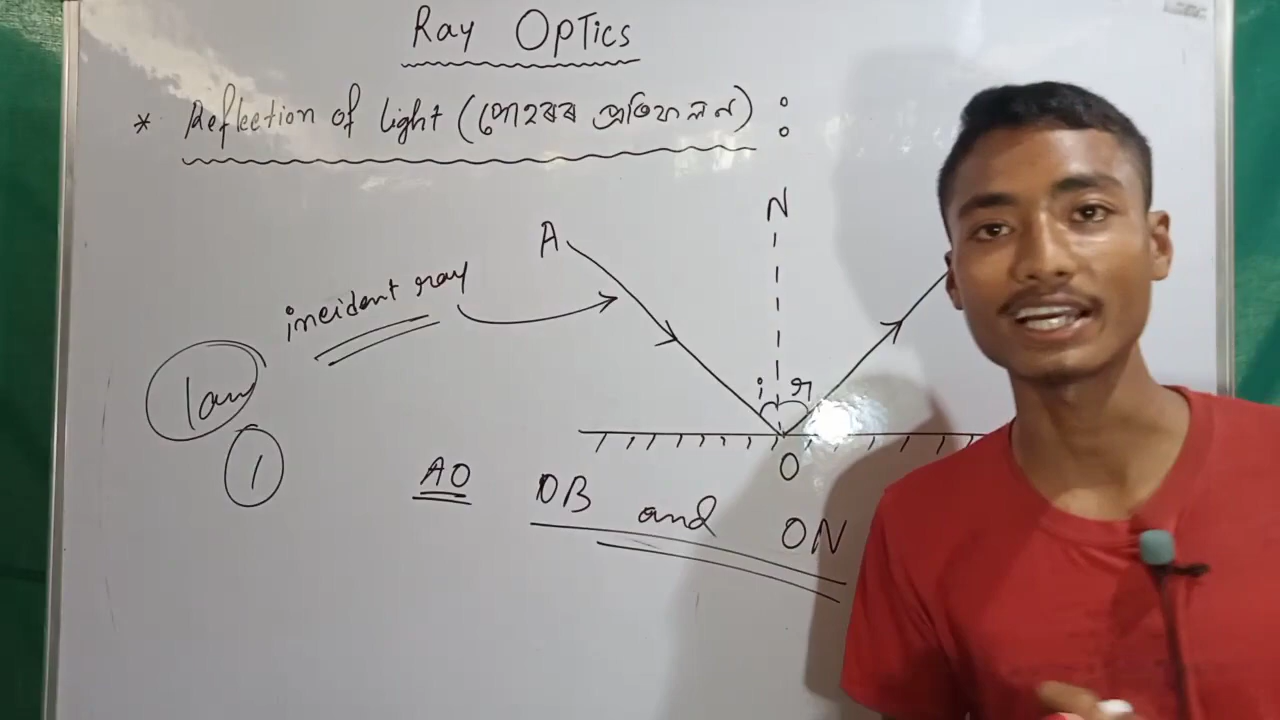 Ray Optics
* Reflection of light (পোহৰৰ প্ৰতিফলন) :
N
A
incident ray
i r
law
1
O
AO OB and ON